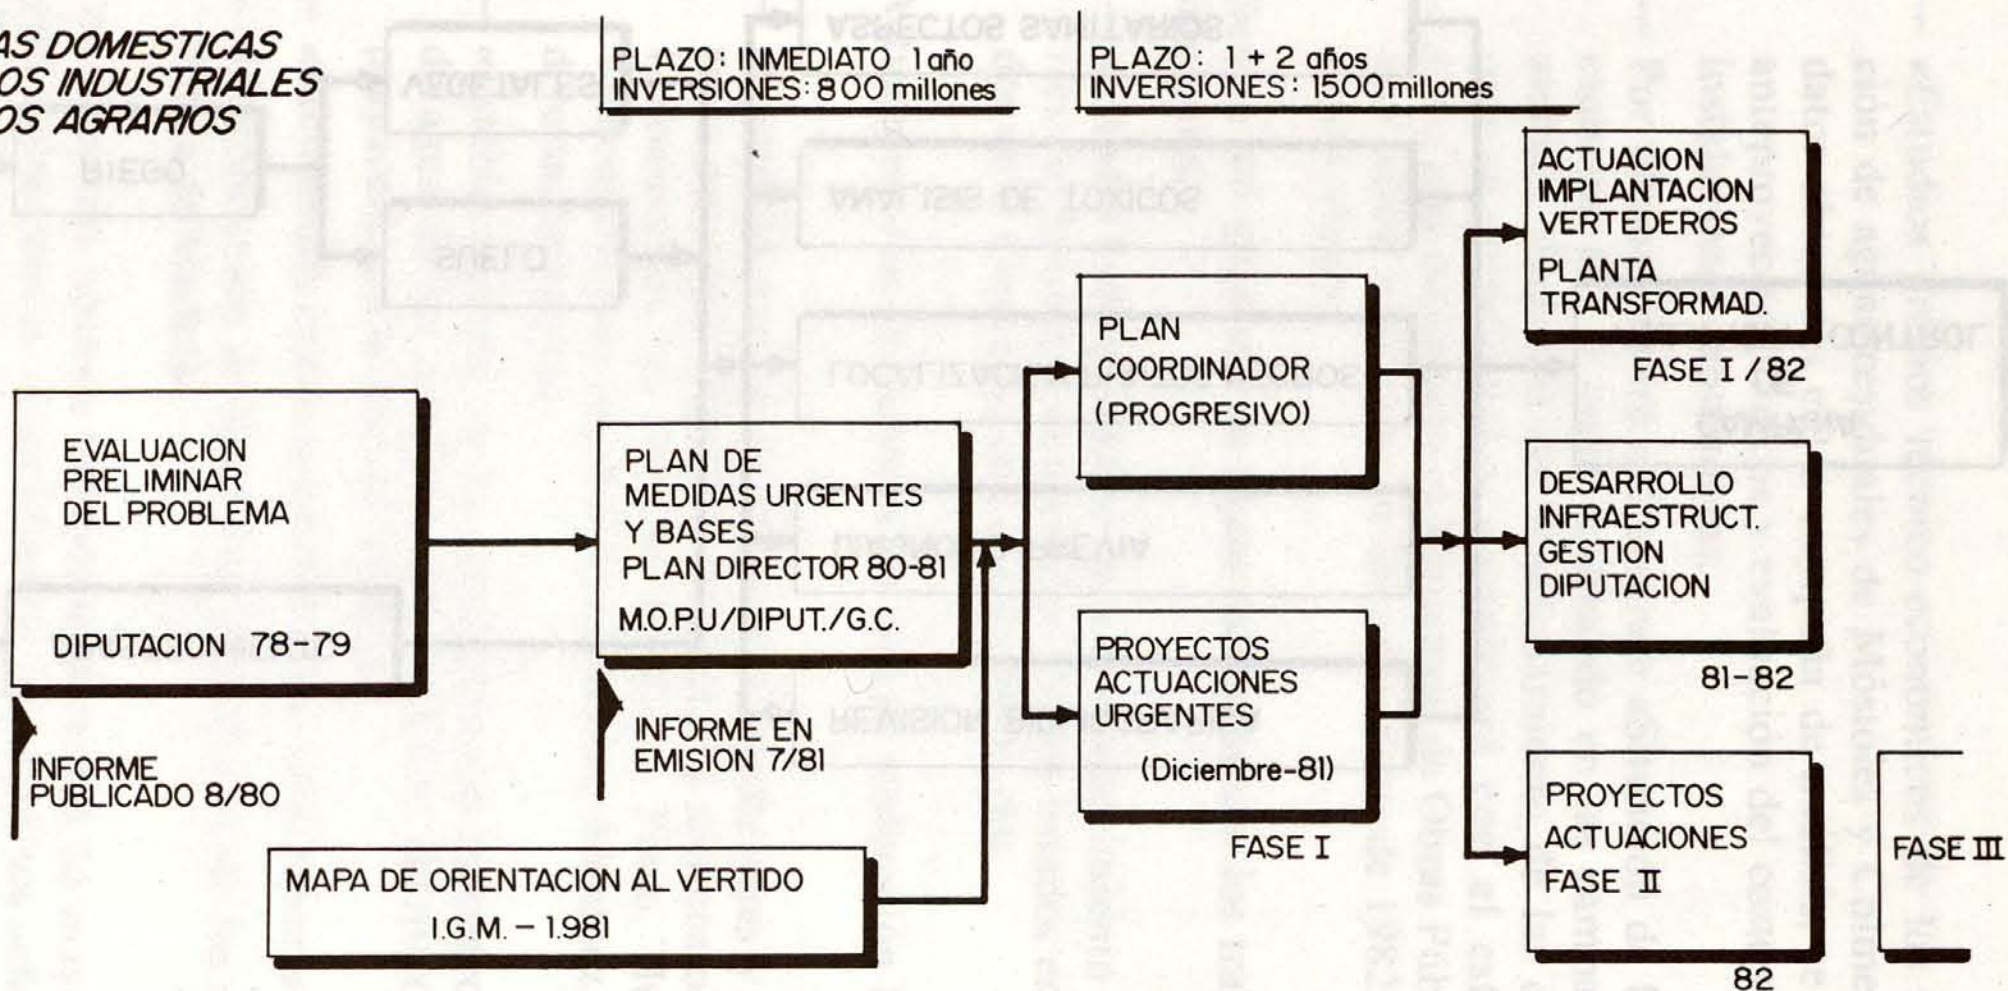 AS DOMESTICAS
OS INDUSTRIALES
OS AGRARIOS
PLAZO: INMEDIATO 1año
INVERSIONES: 800 millones
PLAZO: 1 + 2 años
INVERSIONES: 1500 millones
EVALUACION
PRELIMINAR
DEL PROBLEMA
DIPUTACION 78-79
INFORME
PUBLICADO 8/80
PLAN DE
MEDIDAS URGENTES
Y BASES
PLAN DIRECTOR 80-81
M.O.P.U/DIPUT./G.C.
INFORME EN
EMISION 7/81
MAPA DE ORIENTACION AL VERTIDO
I.G.M. - 1.981
PLAN
COORDINADOR
(PROGRESIVO)
PROYECTOS
ACTUACIONES
URGENTES
(Diciembre-81)
FASE I
ACTUACION
IMPLANTACION
VERTEDEROS
PLANTA
TRANSFORMAD.
FASE I / 82
DESARROLLO
INFRAESTRUCT.
GESTION
DIPUTACION
81-82
PROYECTOS
ACTUACIONES
FASE II
82
FASE III